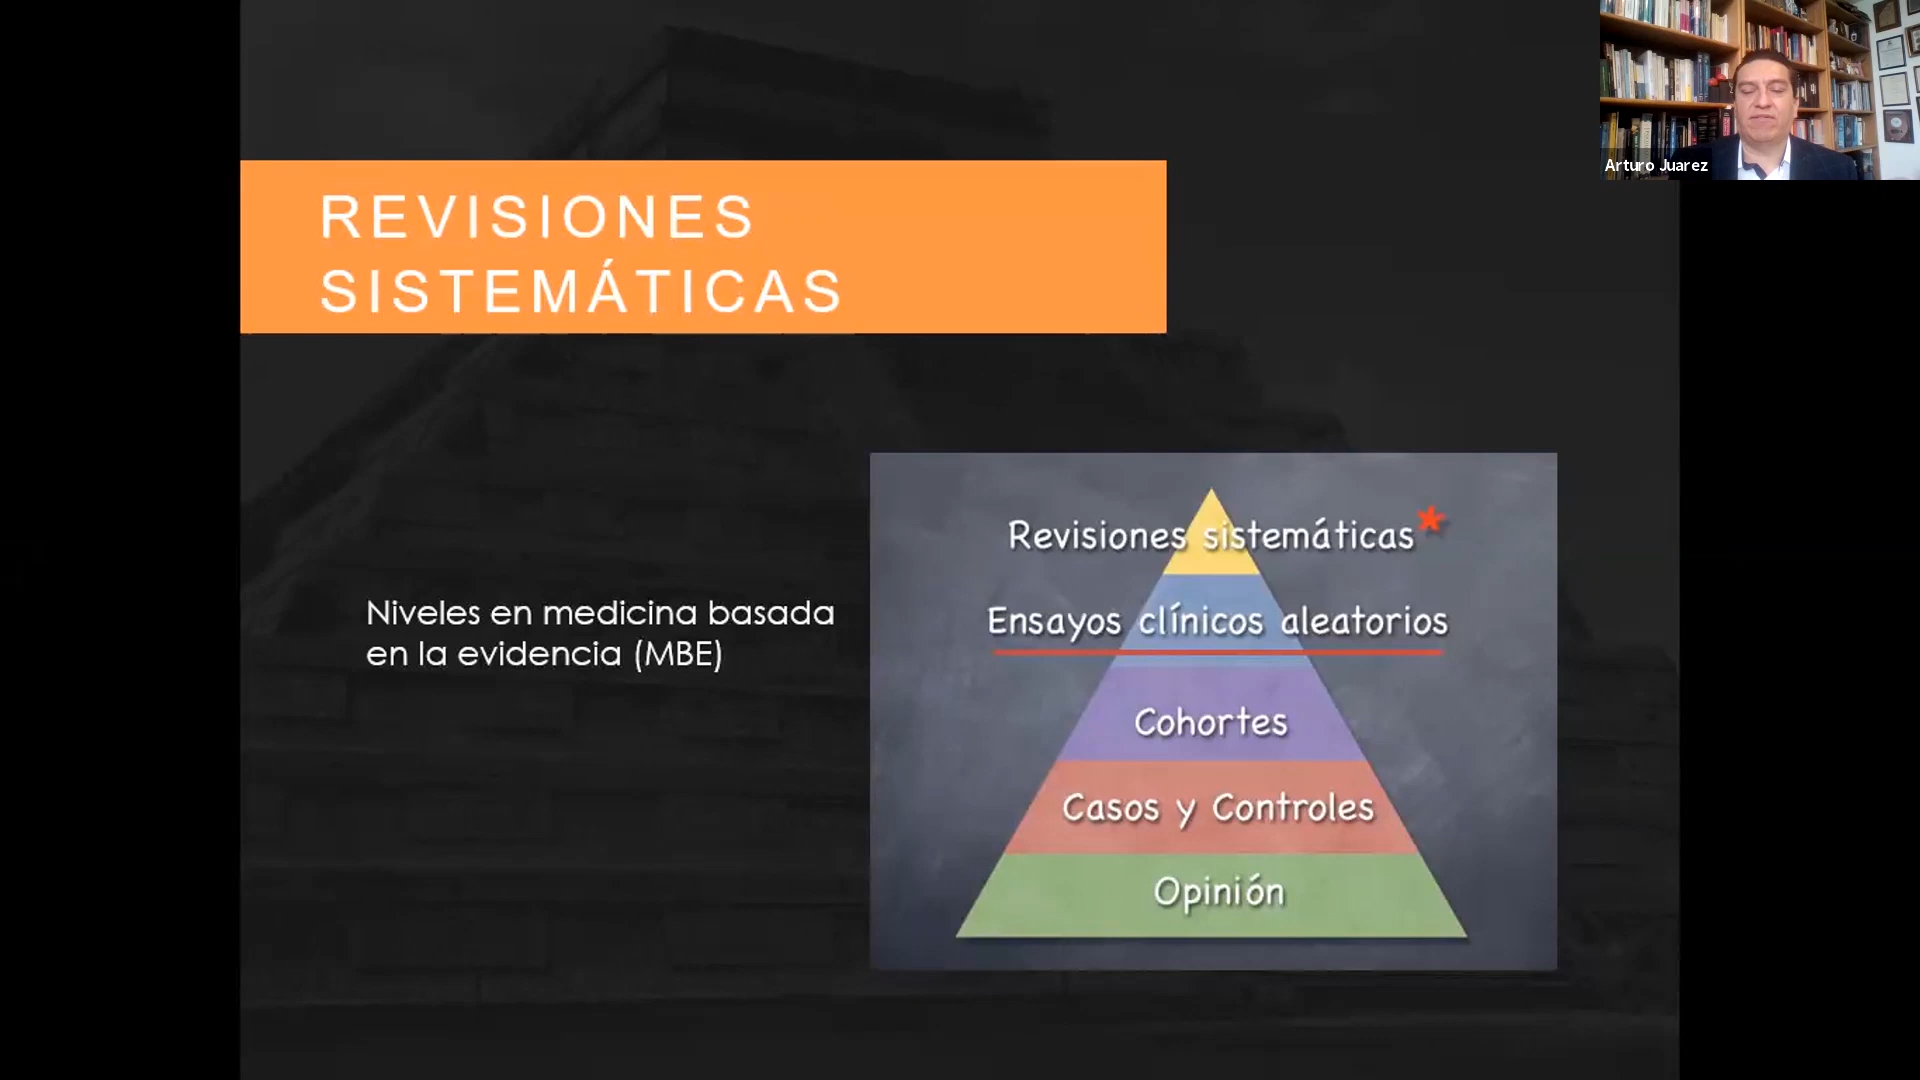 REVISIONES
SISTEMÁTICAS
Arturo Juarez
Niveles en medicina basada
en la evidencia (MBE)
Revisiones sistemáticas*
Ensayos clínicos aleatorios
Cohortes
Casos y Controles
Opinión